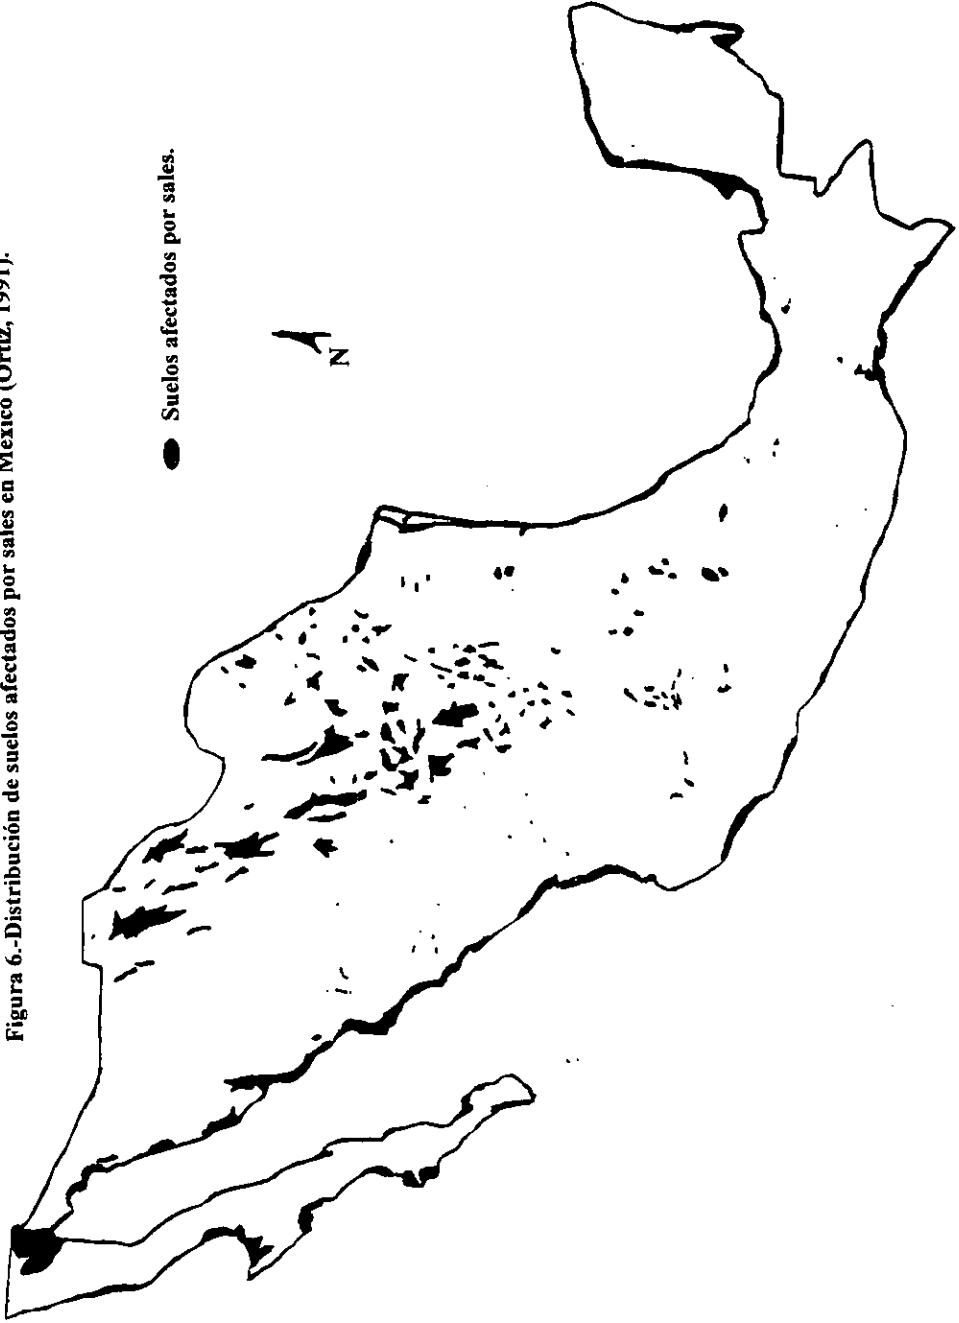 Figura 6.-Distribución de suelos afectados por sales en México (Ortiz, 1991).
Suelos afectados por sales.
N